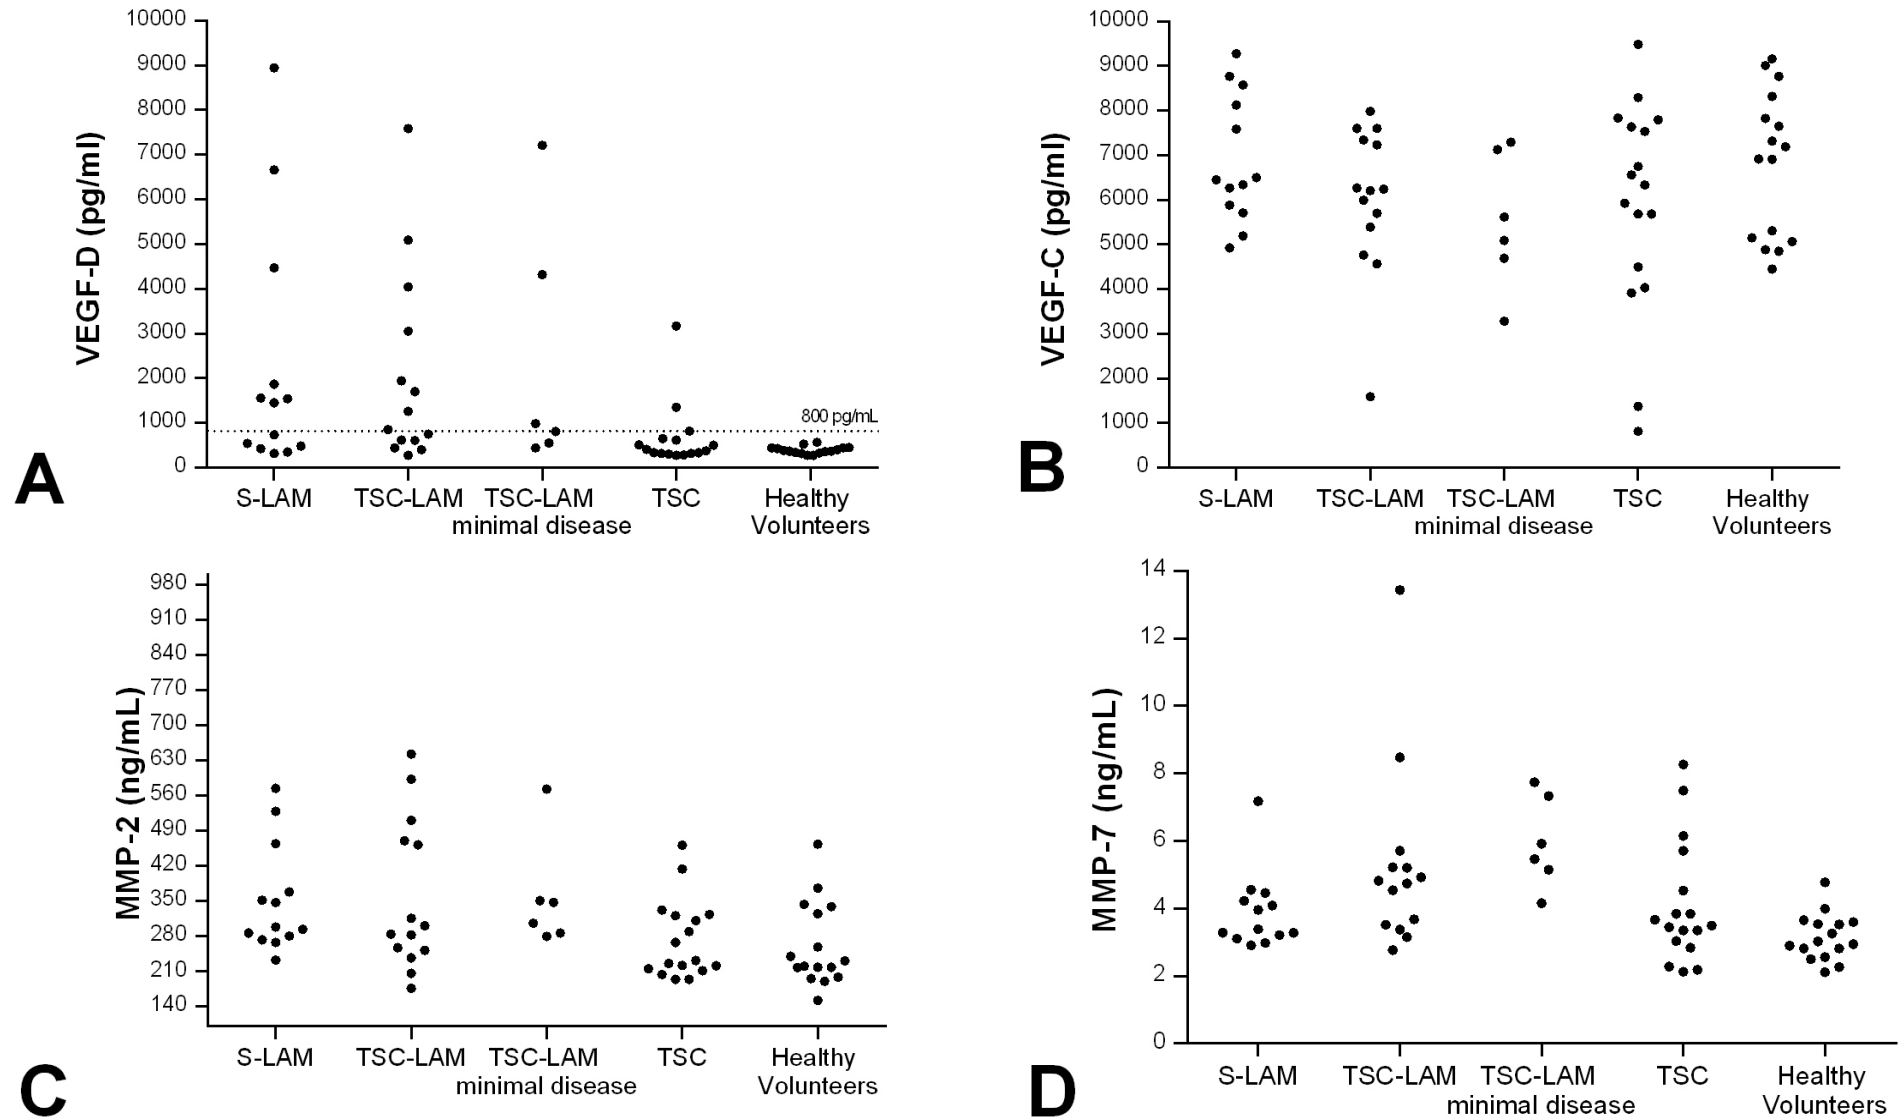 10000
9000
8000
7000
6000
5000
4000
3000
2000
1000
0
VEGF-D (pg/ml)
800 pg/mL
S-LAM
TSC-LAM
TSC-LAM
minimal disease
TSC
Healthy
Volunteers
A
10000
9000
8000
7000
6000
5000
4000
3000
2000
1000
0
VEGF-C (pg/ml)
S-LAM
TSC-LAM
TSC-LAM
minimal disease
TSC
Healthy
Volunteers
B
980
910
840
770
700
630
560
490
420
350
280
210
140
MMP-2 (ng/mL)
S-LAM
TSC-LAM
TSC-LAM
minimal disease
TSC
Healthy
Volunteers
C
14
12
10
8
6
4
2
0
MMP-7 (ng/mL)
S-LAM
TSC-LAM
TSC-LAM
minimal disease
TSC
Healthy
Volunteers
D